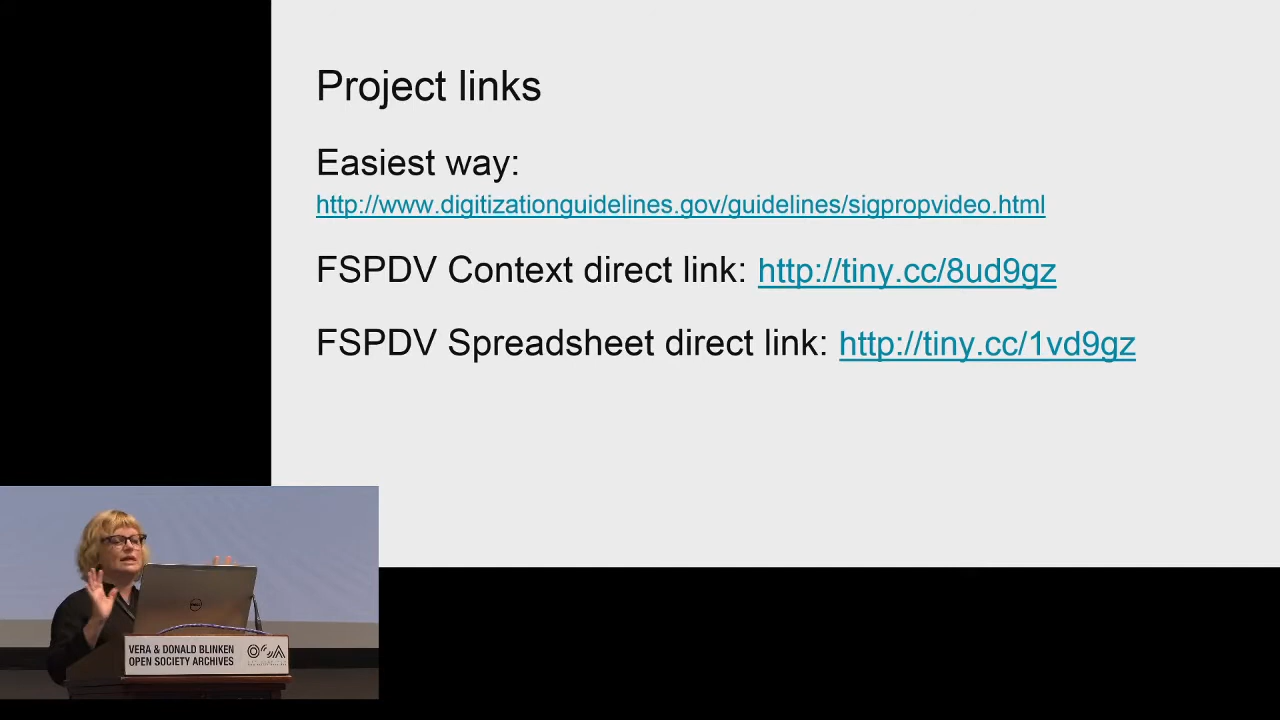 Project links
Easiest way:
http://www.digitizationguidelines.gov/guidelines/sigpropvideo.html
FSPDV Context direct link: http://tiny.cc/8ud9gz
FSPDV Spreadsheet direct link: http://tiny.cc/1vd9gz
VERA & DONALD BLINKEN
OPEN SOCIETY ARCHIVES